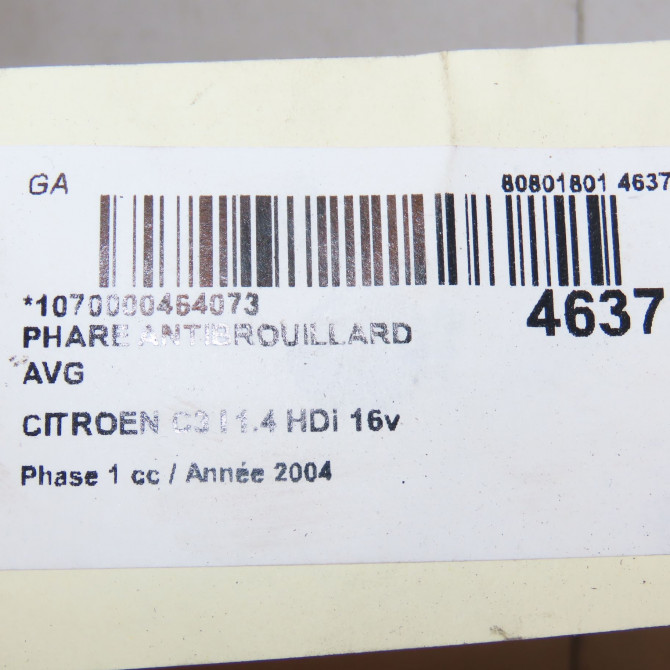 GA
80801801 4637
*1070000464073
4637
PHARE ANTIBROUILLARD
AVG
CITROEN C3 I 1.4 HDi 16v
Phase 1 cc / Année 2004